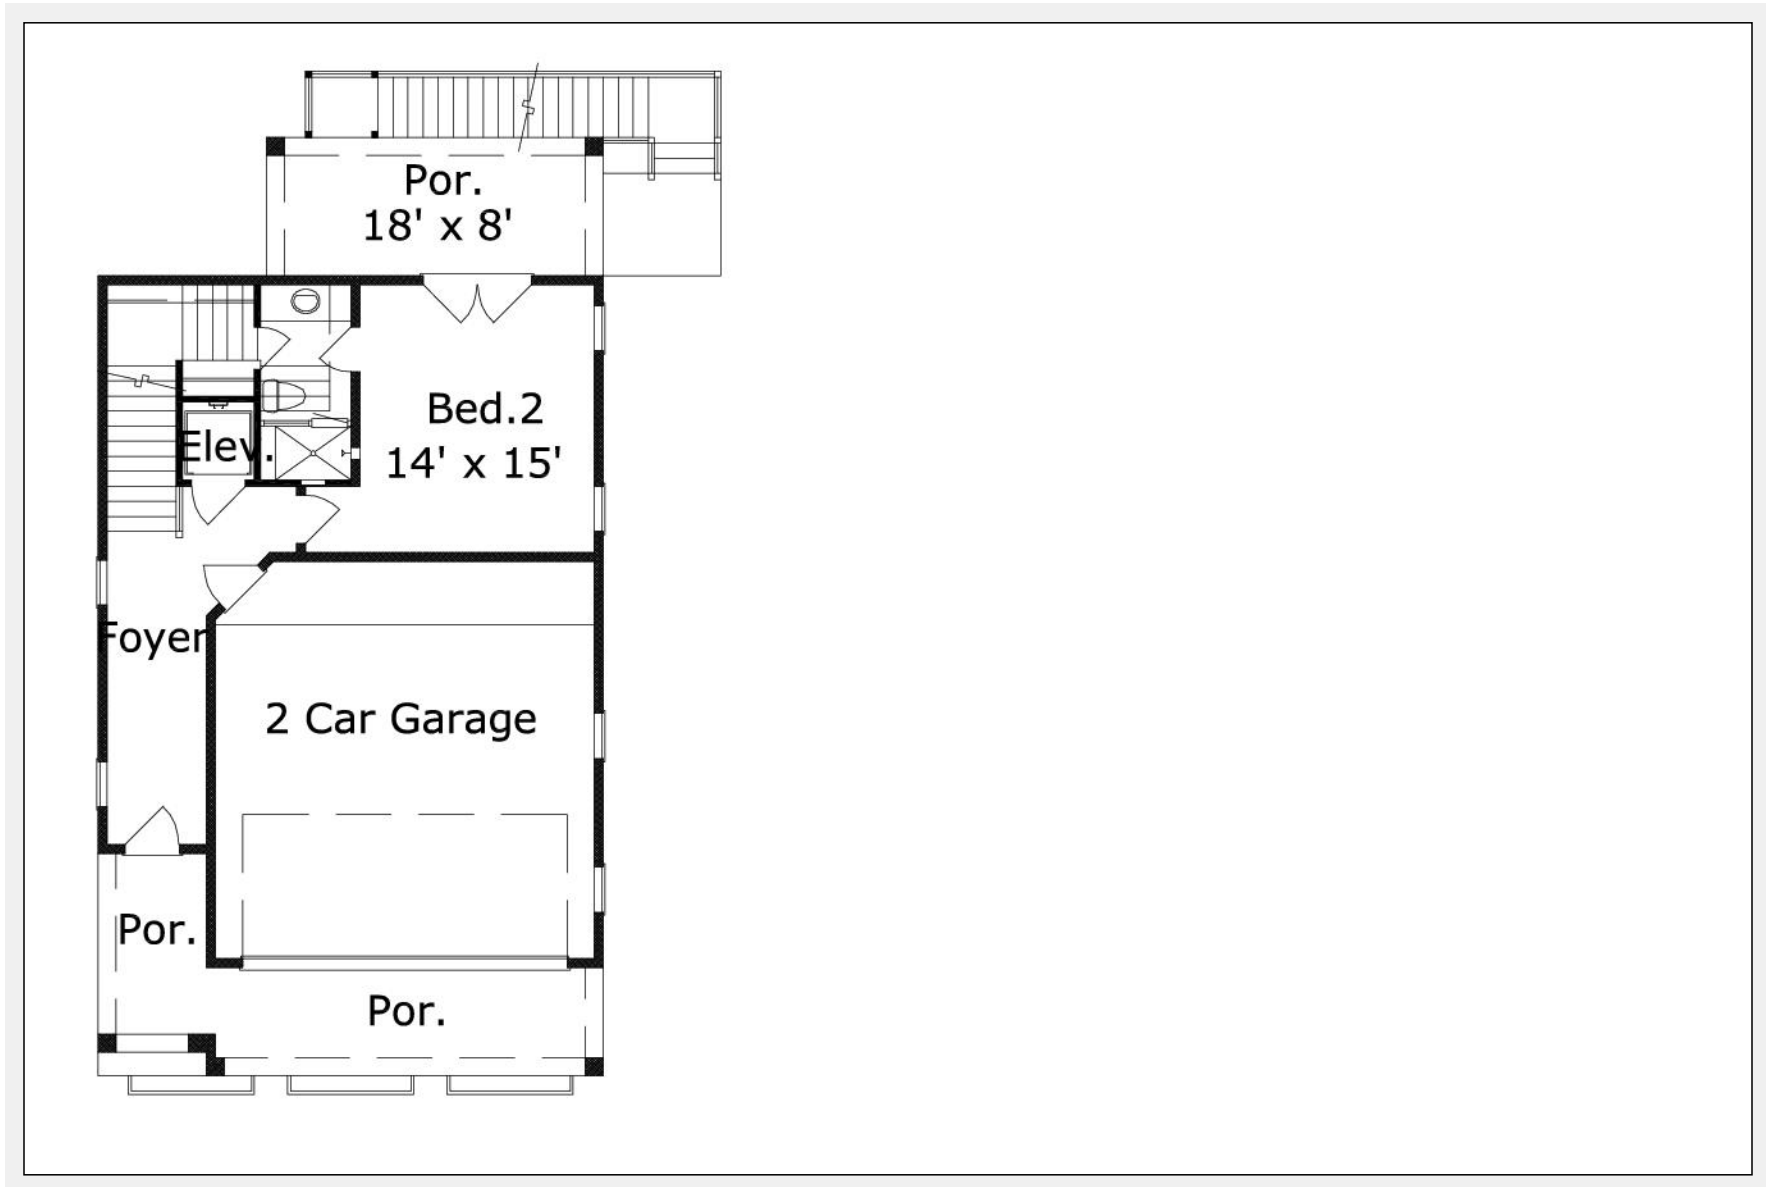 Por.
18' x 8'
Bed.2
14' x 15'
Elev.
Foyer
2 Car Garage
Por.
Por.